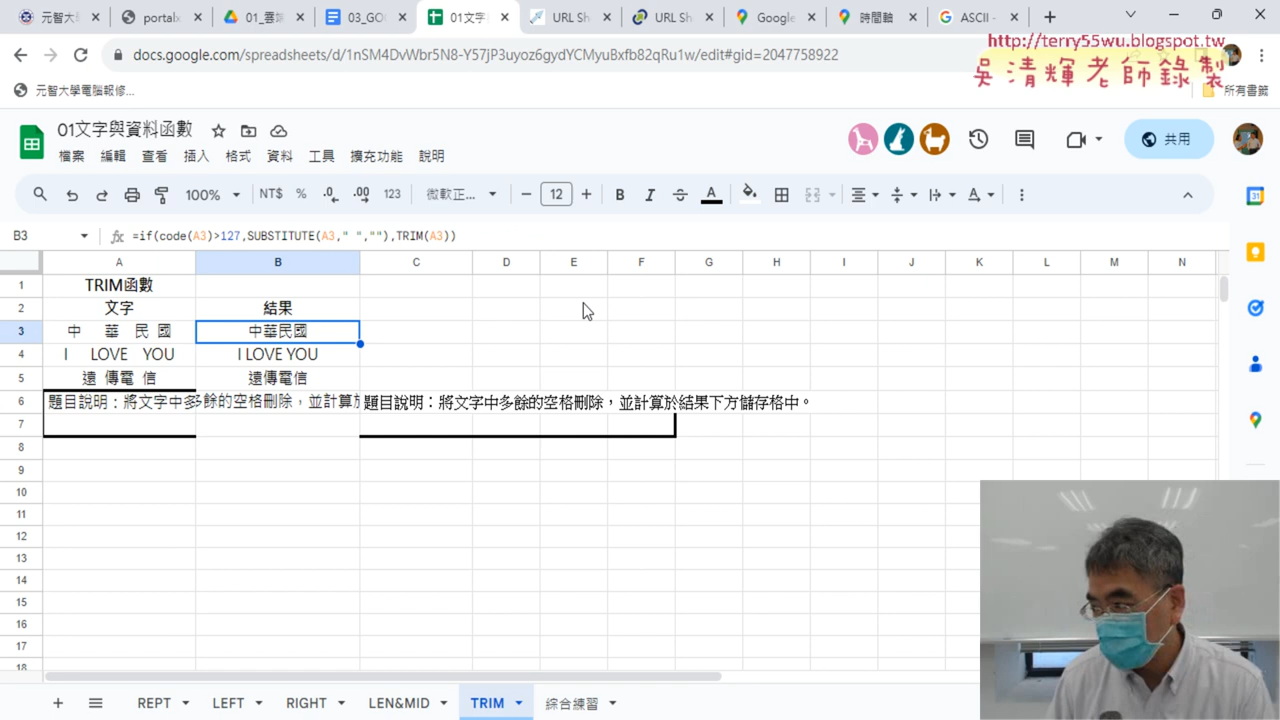 元智大
portalx
01_雲端
03_GO
01文字
URL Sh
URL Sh
Google
時間軸
ASCII -
docs.google.com/spreadsheets/d/1nSM4DvWbr5N8-Y57jP3uyoz6gydYCMyuBxfb82qRu1w/edit#gid=2047758922
http://terry55wu.blogspot.tw
吳清輝老師錄製
元智大學電腦報修...
所有書籤
01文字與資料函數
檔案 編輯 查看 插入 格式 資料 工具 擴充功能 說明
共用
100% NT$ % .0 .00 123 微軟正... 12 B I A
B3 =if(code(A3)>127,SUBSTITUTE(A3," ",""),TRIM(A3))
A B C D E F G H I J K L M N
1 TRIM函數
2 文字 結果
3 中 華 民 國 中華民國
4 I LOVE YOU I LOVE YOU
5 遠 傳電 信 遠傳電信
6 題目說明：將文字中多餘的空格刪除，並計算於 題目說明：將文字中多餘的空格刪除，並計算於結果下方儲存格中。
7
8
9
10
11
12
13
14
15
16
17
18
REPT LEFT RIGHT LEN&MID TRIM 綜合練習